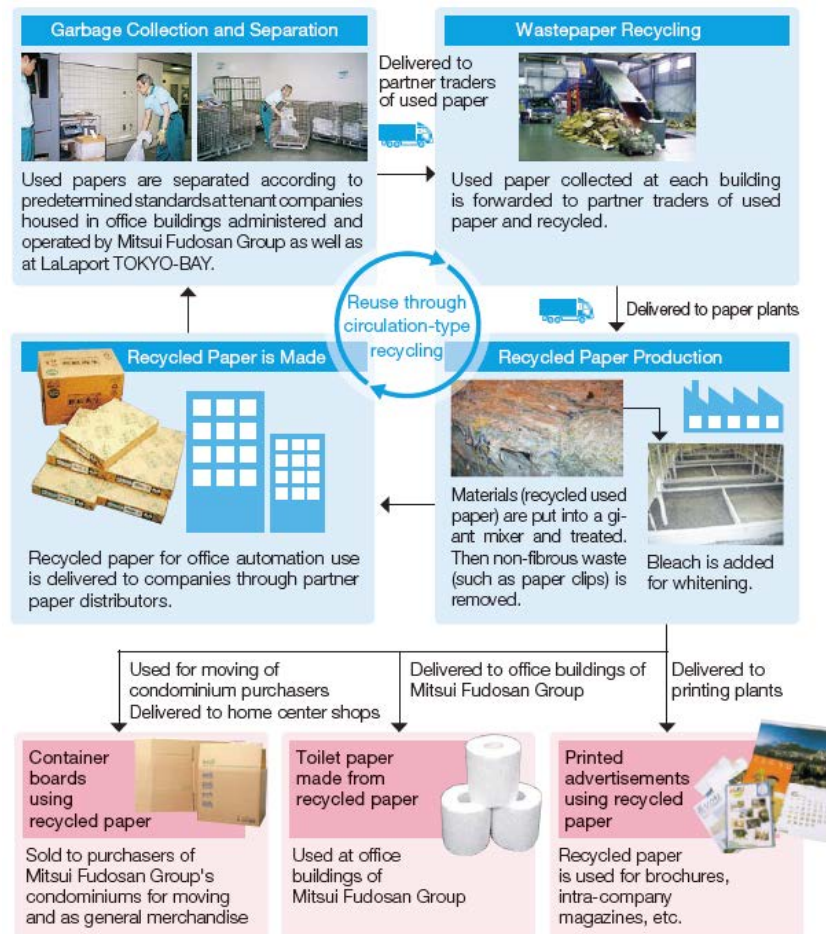 Garbage Collection and Separation
Used papers are separated according to
predetermined standards at tenant companies
housed in office buildings administered and
operated by Mitsui Fudosan Group as well as
at LaLaport TOKYO-BAY.
Delivered to
partner traders
of used paper
Wastepaper Recycling
Used paper collected at each building
is forwarded to partner traders of used
paper and recycled.
Reuse through
circulation-type
recycling
Delivered to paper plants
Recycled Paper is Made
Recycled paper for office automation use
is delivered to companies through partner
paper distributors.
Recycled Paper Production
Materials (recycled used
paper) are put into a gi-
ant mixer and treated.
Then non-fibrous waste
(such as paper clips) is
removed.
Bleach is added
for whitening.
Used for moving of
condominium purchasers
Delivered to home center shops
Delivered to office buildings of
Mitsui Fudosan Group
Delivered to
printing plants
Container
boards
using
recycled paper
Sold to purchasers of
Mitsui Fudosan Group's
condominiums for moving
and as general merchandise
Toilet paper
made from
recycled paper
Used at office
buildings of
Mitsui Fudosan Group
Printed
advertisements
using recycled
paper
Recycled paper
is used for brochures,
intra-company
magazines, etc.